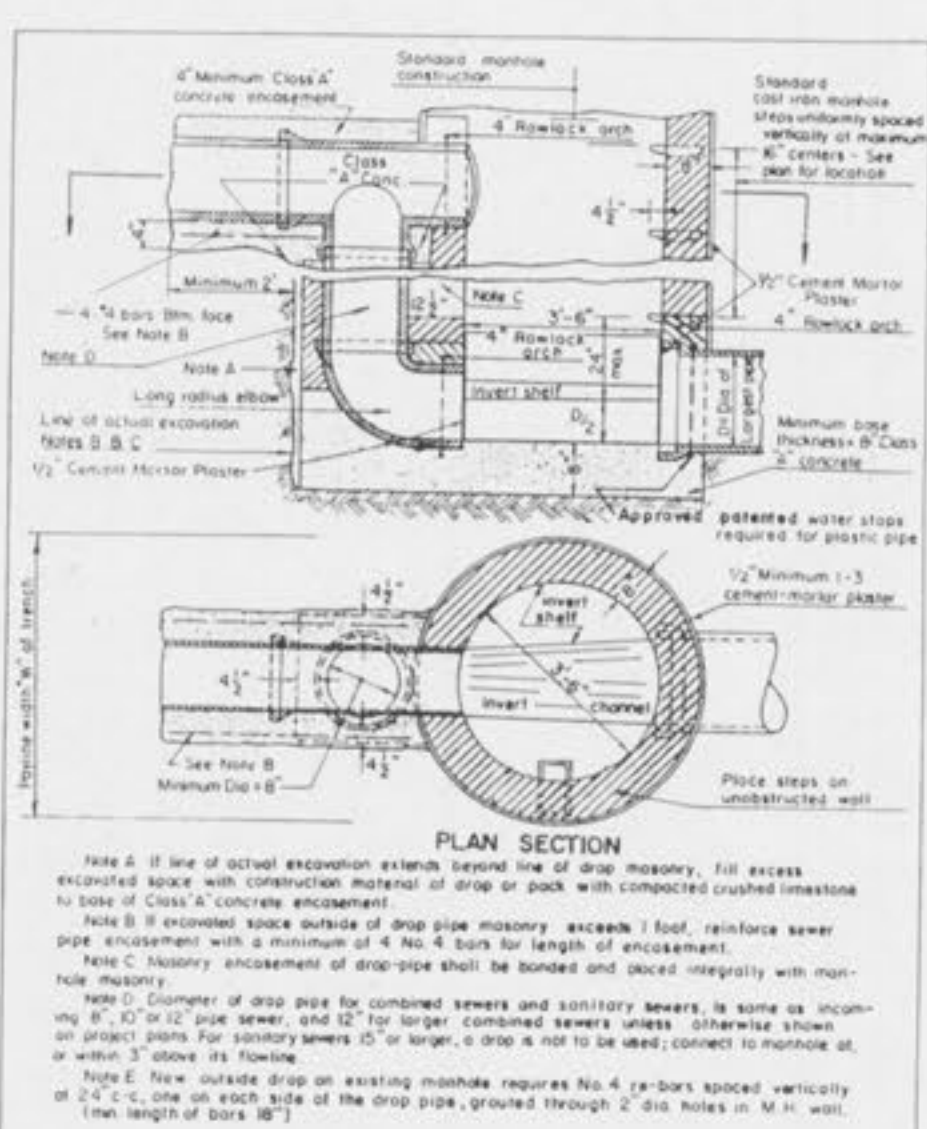 Standard manhole
construction
4" Minimum Class "A"
concrete encasement
Standard
cast iron manhole
steps uniformly spaced
vertically at maximum
16" centers - See
plan for location
4" Rowlock arch
Class
"A" Conc
8"
4 1/2"
Minimum 2'
4 - #4 bars Btm. face
See Note B
Note D
Note A
Long radius elbow
Line of actual excavation
Notes B & C
1/2" Cement Mortar Plaster
12"
Note C
3'-6"
4" Rowlock
arch
24"
max
Invert shelf
D/2
8"
1/2" Cement Mortar
Plaster
4" Rowlock arch
D = Dia of
Largest pipe
Minimum base
thickness = 8" Class
"A" concrete
Approved patented water stops
required for plastic pipe
Payline width "W" of trench
4 1/2"
4 1/2"
4 1/2"
See Note B
Minimum Dia = 8"
invert
shelf
8"
3'-6"
invert channel
1/2" Minimum 1-3
cement-mortar plaster
Place steps on
unobstructed wall
PLAN SECTION
Note A If line of actual excavation extends beyond line of drop masonry, fill excess
excavated space with construction material of drop or pack with compacted crushed limestone
to base of Class "A" concrete encasement.
Note B If excavated space outside of drop pipe masonry exceeds 1 foot, reinforce sewer
pipe encasement with a minimum of 4 No. 4 bars for length of encasement.
Note C Masonry encasement of drop-pipe shall be bonded and placed integrally with man-
hole masonry.
Note D Diameter of drop pipe for combined sewers and sanitary sewers, is same as incom-
ing 8", 10" or 12" pipe sewer, and 12" for larger combined sewers unless otherwise shown
on project plans. For sanitary sewers 15" or larger, a drop is not to be used; connect to manhole at,
or within 3" above its flowline
Note E New outside drop on existing manhole requires No. 4 re-bars spaced vertically
at 24" c-c, one on each side of the drop pipe, grouted through 2" dia. holes in M.H. wall.
(min length of bars 18")